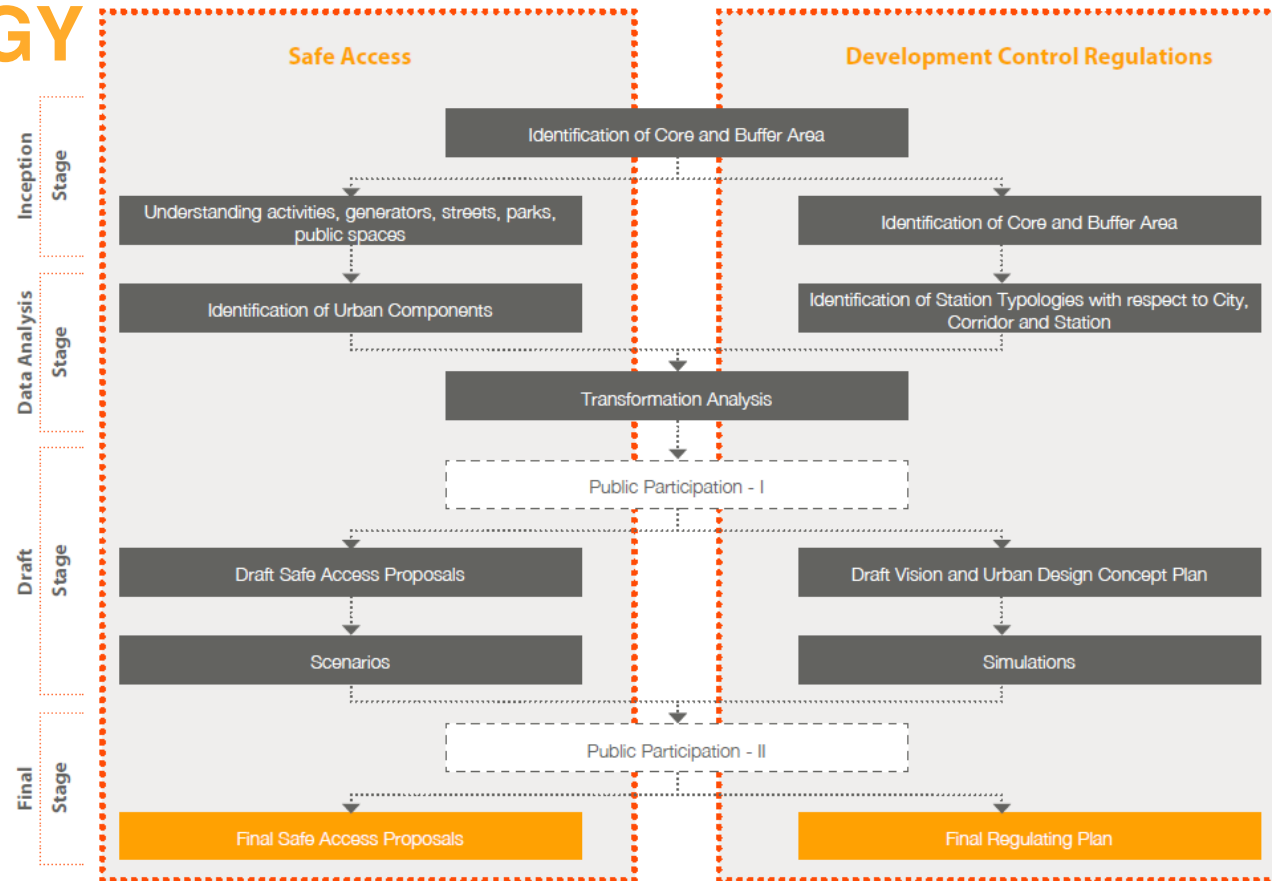 GY
Safe Access
Development Control Regulations
Inception
Stage
Identification of Core and Buffer Area
Understanding activities, generators, streets, parks,
public spaces
Identification of Core and Buffer Area
Data Analysis
Stage
Identification of Urban Components
Identification of Station Typologies with respect to City,
Corridor and Station
Transformation Analysis
Draft
Stage
Public Participation - I
Draft Safe Access Proposals
Draft Vision and Urban Design Concept Plan
Scenarios
Simulations
Final
Stage
Public Participation - II
Final Safe Access Proposals
Final Regulating Plan